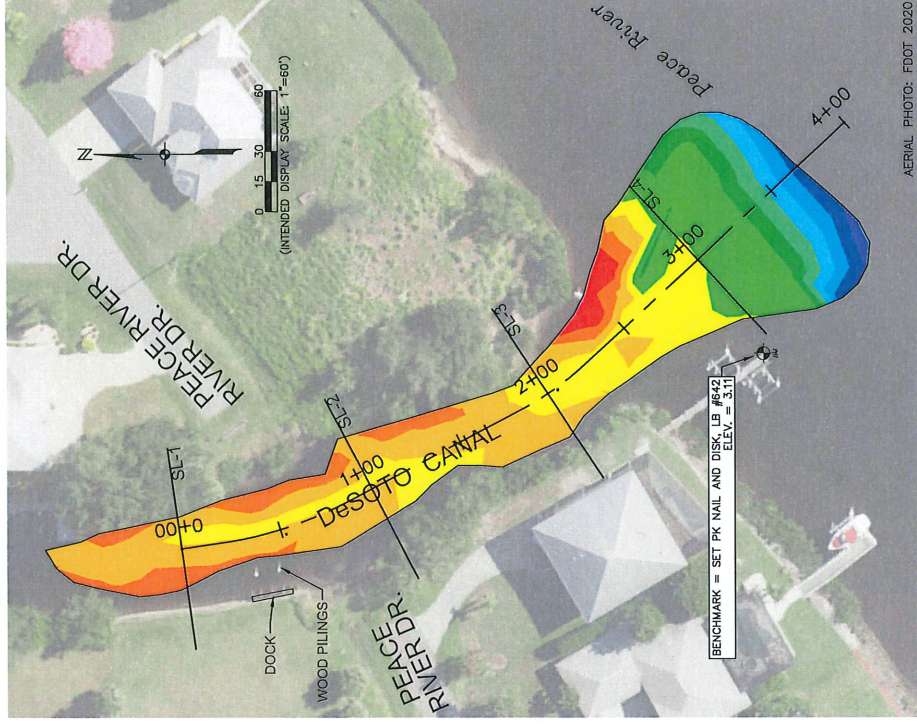 PEACE RIVER DR.
RIVER DR.
N
0 15 30 60
(INTENDED DISPLAY SCALE: 1"=60')
Peace River
Peace River
SL-1
0+00
SL-2
1+00
DeSOTO CANAL
SL-3
2+00
SL-4
3+00
4+00
DOCK
WOOD PILINGS
PEACE
RIVER DR.
BENCHMARK = SET PK NAIL AND DISK, LB #642
ELEV. = 3.11
AERIAL PHOTO: FDOT 2020